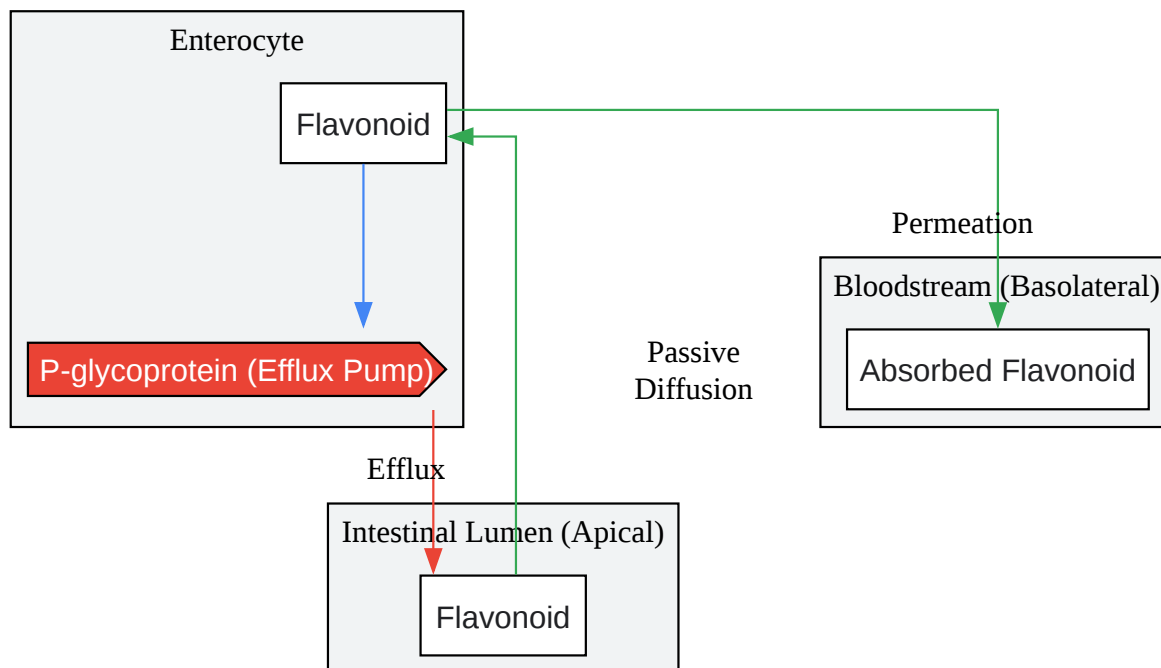 Enterocyte
Flavonoid
Permeation
Bloodstream (Basolateral)
P-glycoprotein (Efflux Pump)
Passive
Diffusion
Absorbed Flavonoid
Efflux
Intestinal Lumen (Apical)
Flavonoid